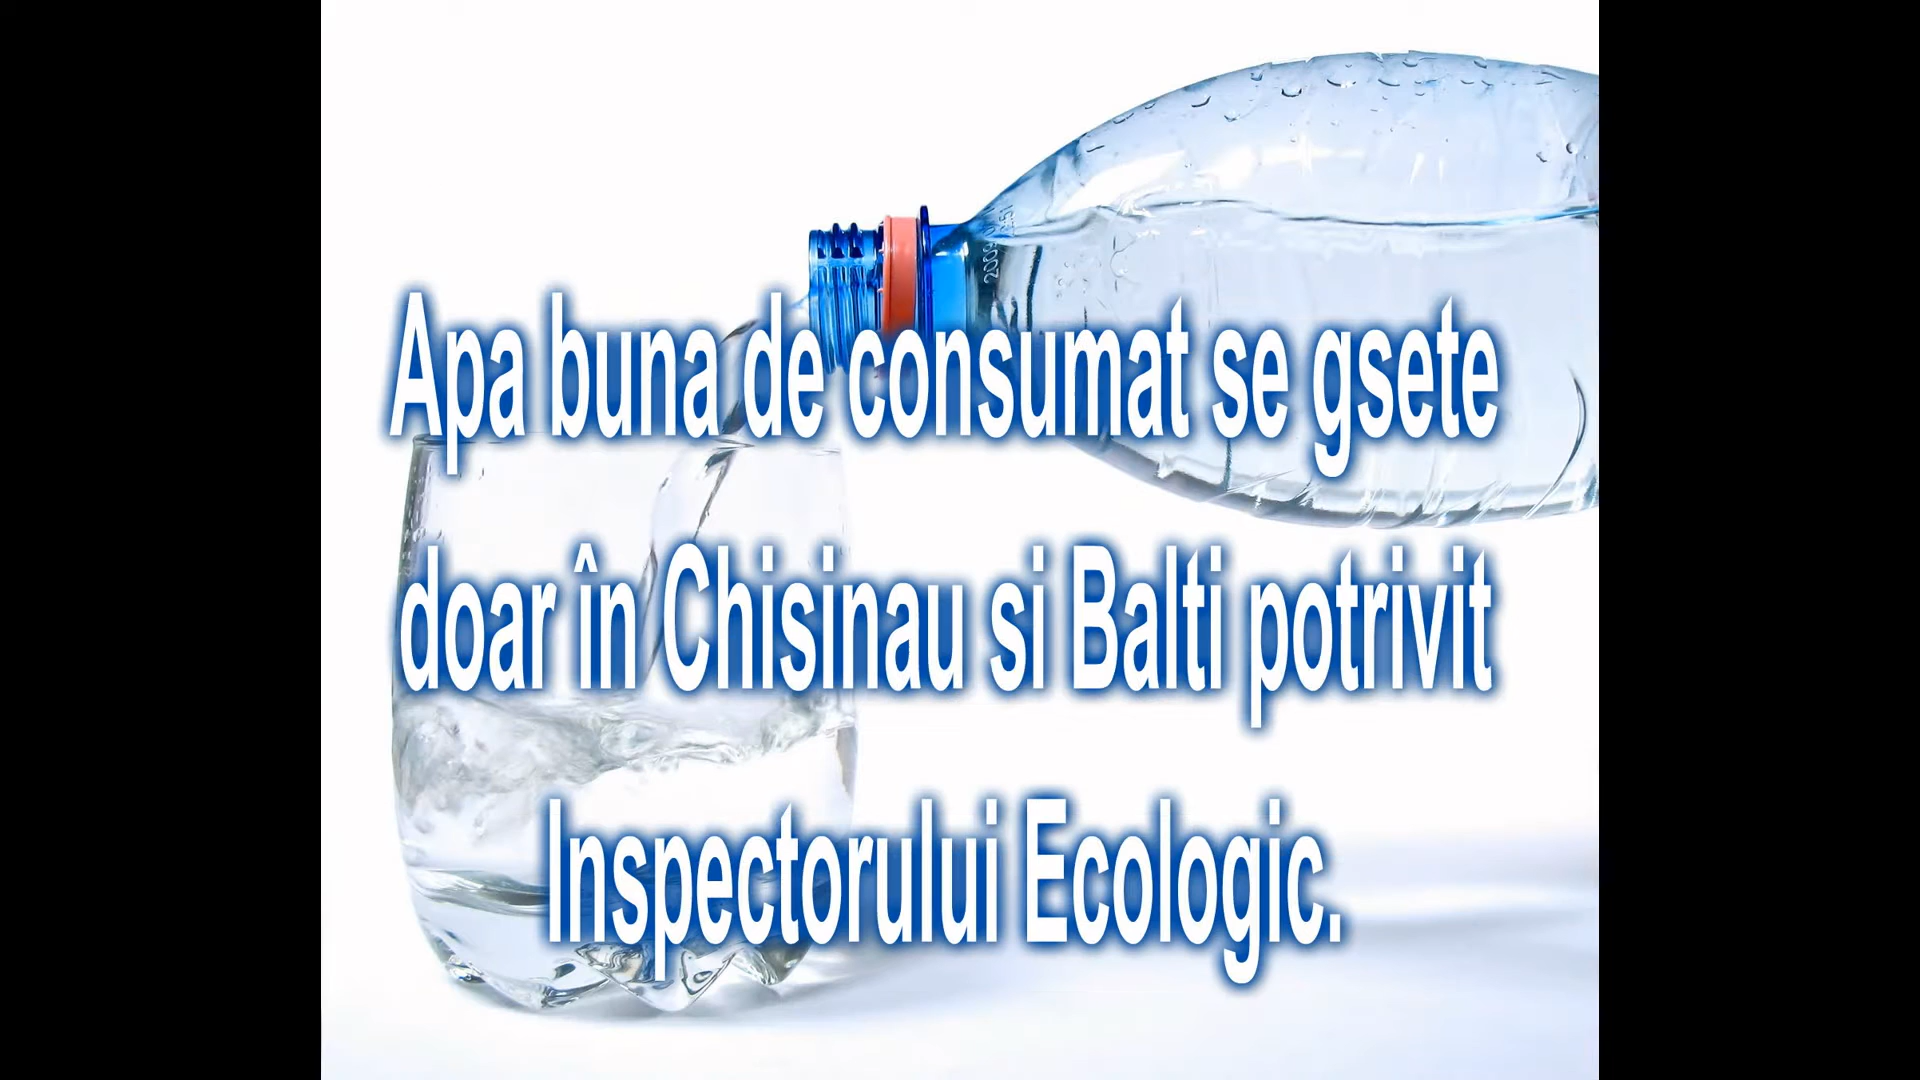 Apa buna de consumat se gsete
doar în Chisinau si Balti potrivit
Inspectorului Ecologic.